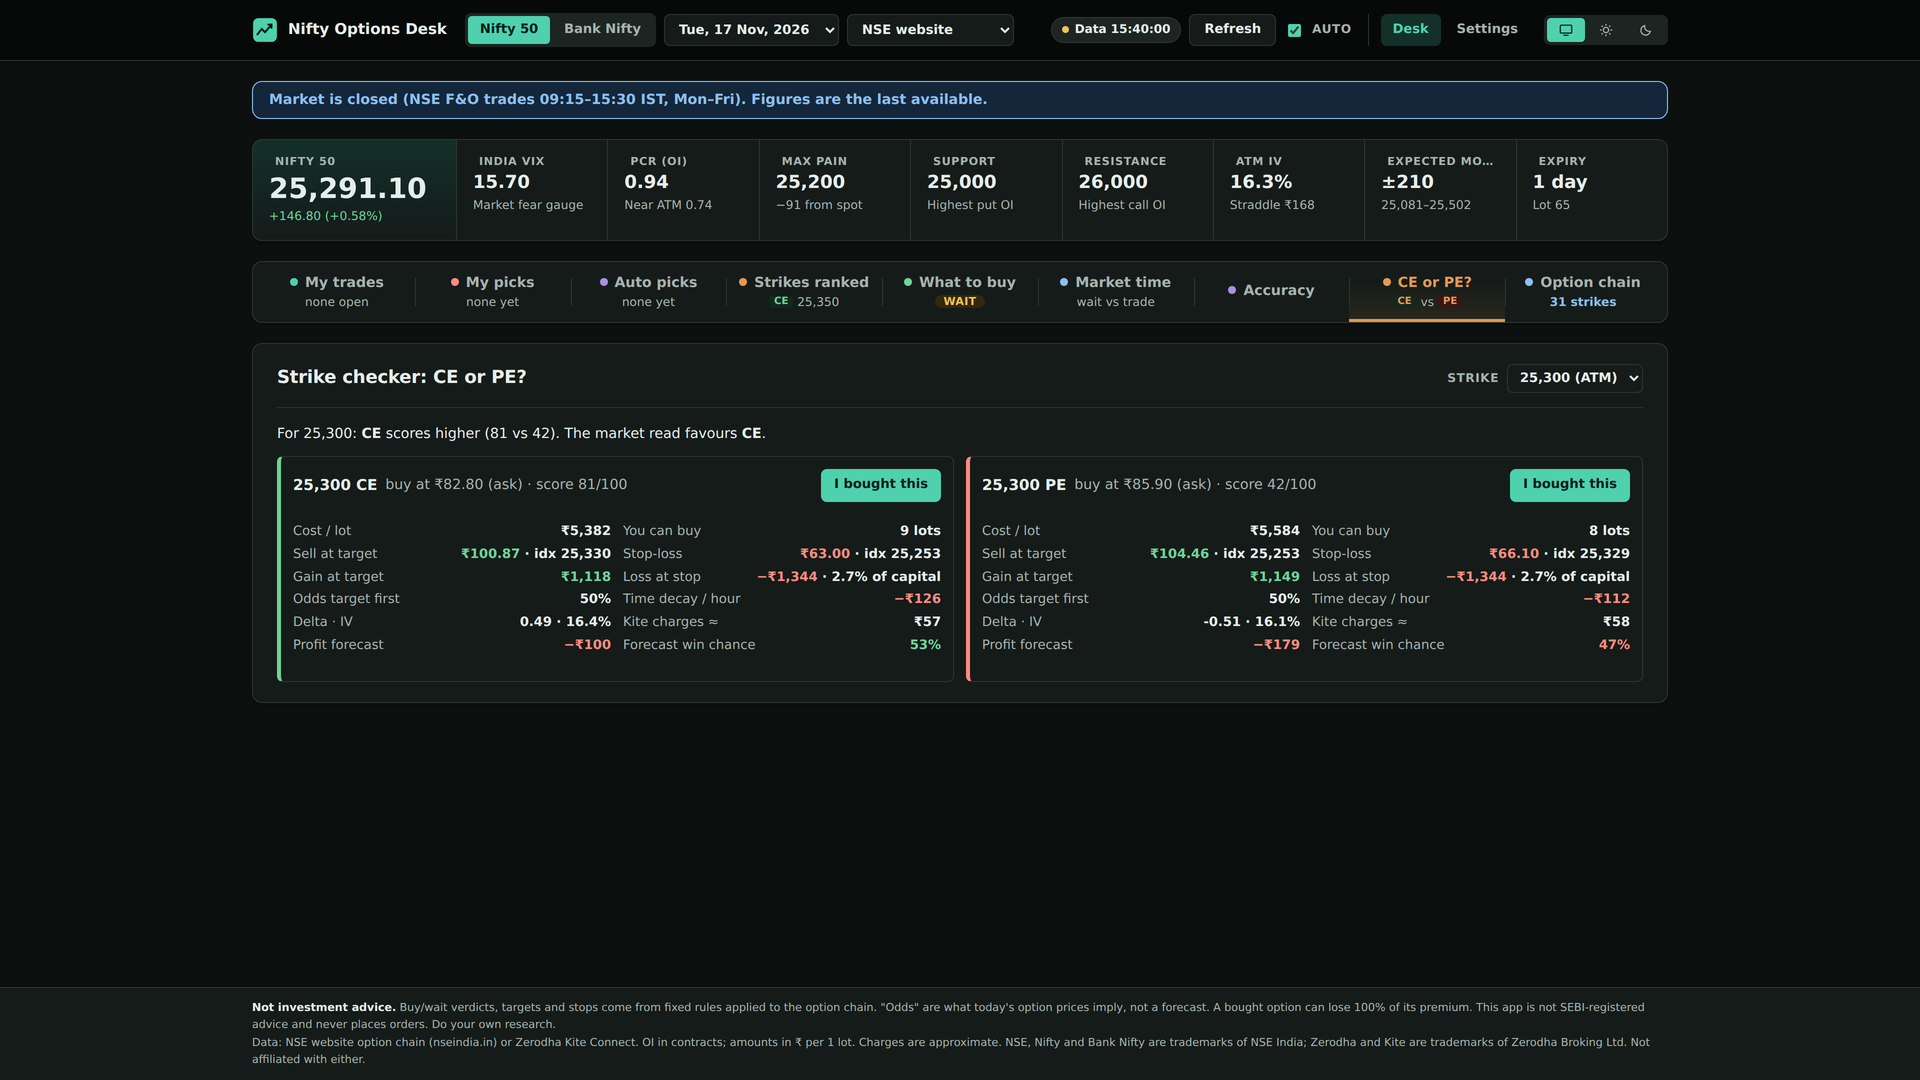 Nifty Options Desk
Nifty 50
Bank Nifty
Tue, 17 Nov, 2026
NSE website
Data 15:40:00
Refresh
AUTO
Desk
Settings
Market is closed (NSE F&O trades 09:15–15:30 IST, Mon–Fri). Figures are the last available.
NIFTY 50
25,291.10
+146.80 (+0.58%)
INDIA VIX
15.70
Market fear gauge
PCR (OI)
0.94
Near ATM 0.74
MAX PAIN
25,200
−91 from spot
SUPPORT
25,000
Highest put OI
RESISTANCE
26,000
Highest call OI
ATM IV
16.3%
Straddle ₹168
EXPECTED MO…
±210
25,081–25,502
EXPIRY
1 day
Lot 65
My trades
none open
My picks
none yet
Auto picks
none yet
Strikes ranked
CE 25,350
What to buy
WAIT
Market time
wait vs trade
Accuracy
CE or PE?
CE vs PE
Option chain
31 strikes
Strike checker: CE or PE?
STRIKE 25,300 (ATM)
For 25,300: CE scores higher (81 vs 42). The market read favours CE.
25,300 CE buy at ₹82.80 (ask) · score 81/100
I bought this
Cost / lot ₹5,382 You can buy 9 lots
Sell at target ₹100.87 · idx 25,330 Stop-loss ₹63.00 · idx 25,253
Gain at target ₹1,118 Loss at stop −₹1,344 · 2.7% of capital
Odds target first 50% Time decay / hour −₹126
Delta · IV 0.49 · 16.4% Kite charges ≈ ₹57
Profit forecast −₹100 Forecast win chance 53%
25,300 PE buy at ₹85.90 (ask) · score 42/100
I bought this
Cost / lot ₹5,584 You can buy 8 lots
Sell at target ₹104.46 · idx 25,253 Stop-loss ₹66.10 · idx 25,329
Gain at target ₹1,149 Loss at stop −₹1,344 · 2.7% of capital
Odds target first 50% Time decay / hour −₹112
Delta · IV -0.51 · 16.1% Kite charges ≈ ₹58
Profit forecast −₹179 Forecast win chance 47%
Not investment advice. Buy/wait verdicts, targets and stops come from fixed rules applied to the option chain. "Odds" are what today's option prices imply, not a forecast. A bought option can lose 100% of its premium. This app is not SEBI-registered
advice and never places orders. Do your own research.
Data: NSE website option chain (nseindia.in) or Zerodha Kite Connect. OI in contracts; amounts in ₹ per 1 lot. Charges are approximate. NSE, Nifty and Bank Nifty are trademarks of NSE India; Zerodha and Kite are trademarks of Zerodha Broking Ltd. Not
affiliated with either.